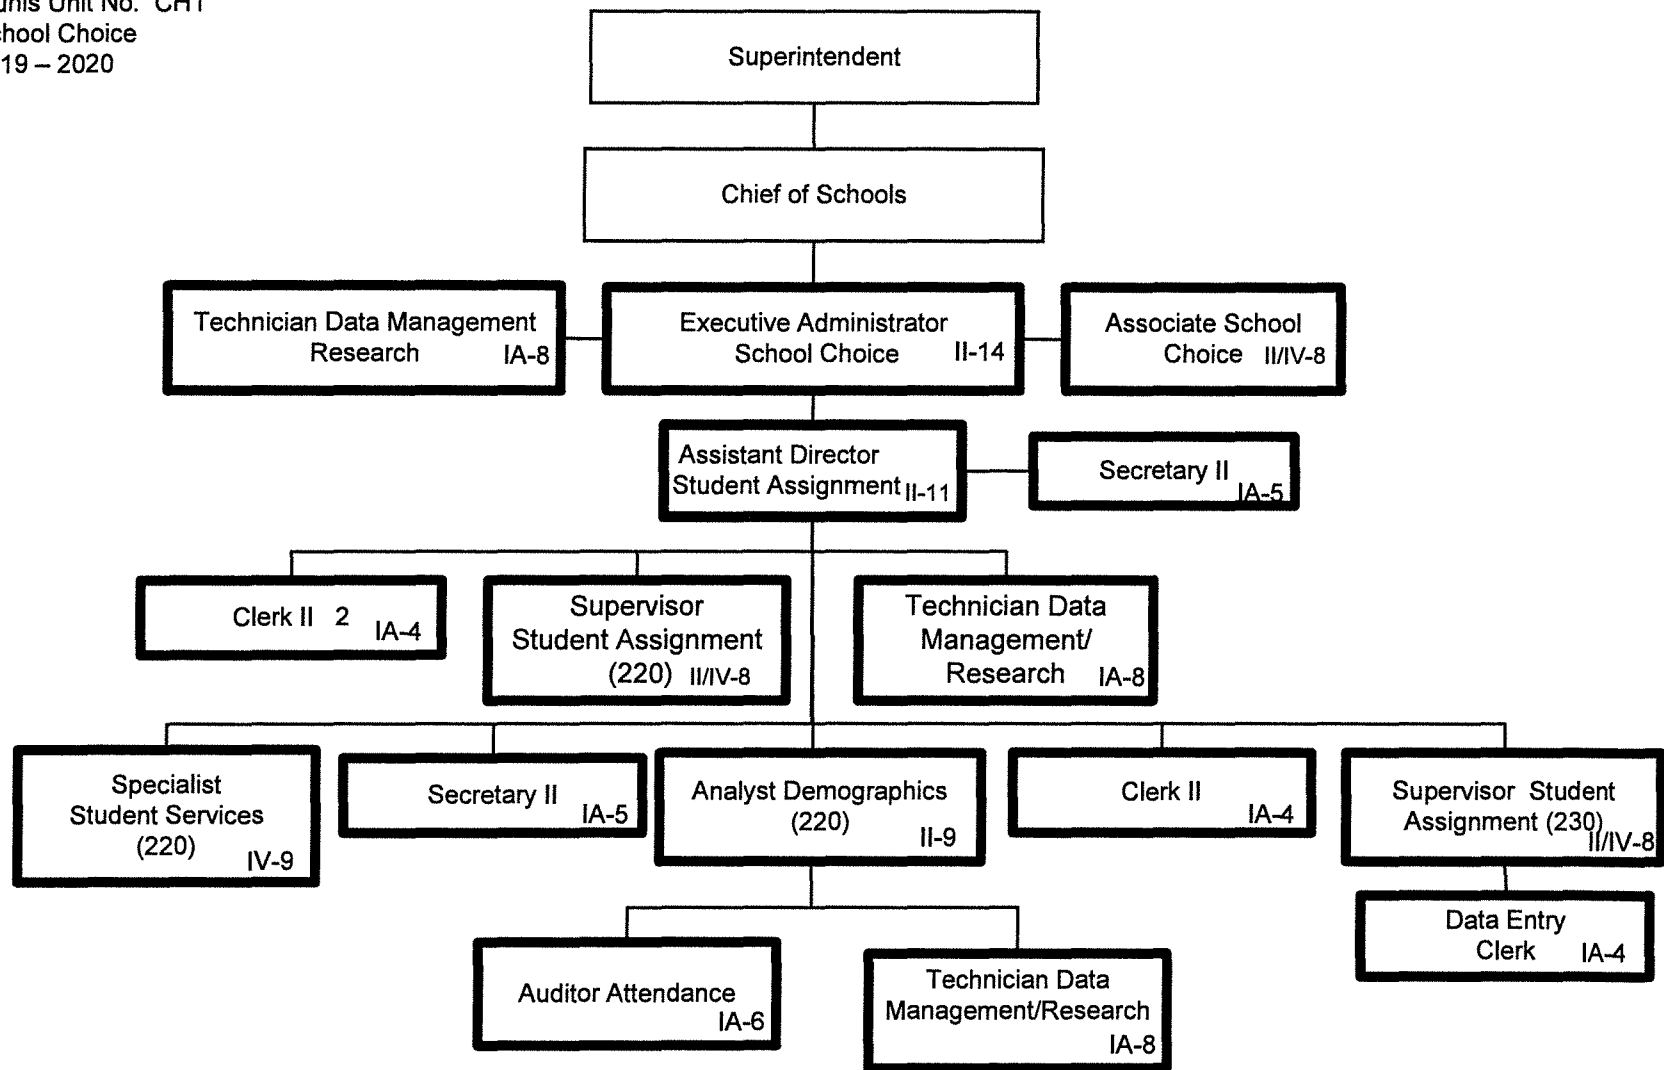 Unit No. CH1
School Choice
19 – 2020
Superintendent
Chief of Schools
Technician Data Management
Research IA-8
Executive Administrator
School Choice II-14
Associate School
Choice II/IV-8
Assistant Director
Student Assignment II-11
Secretary II
IA-5
Clerk II 2
IA-4
Supervisor
Student Assignment
(220) II/IV-8
Technician Data
Management/
Research IA-8
Specialist
Student Services
(220)
IV-9
Secretary II
IA-5
Analyst Demographics
(220)
II-9
Clerk II
IA-4
Supervisor Student
Assignment (230)
II/IV-8
Data Entry
Clerk IA-4
Auditor Attendance
IA-6
Technician Data
Management/Research
IA-8